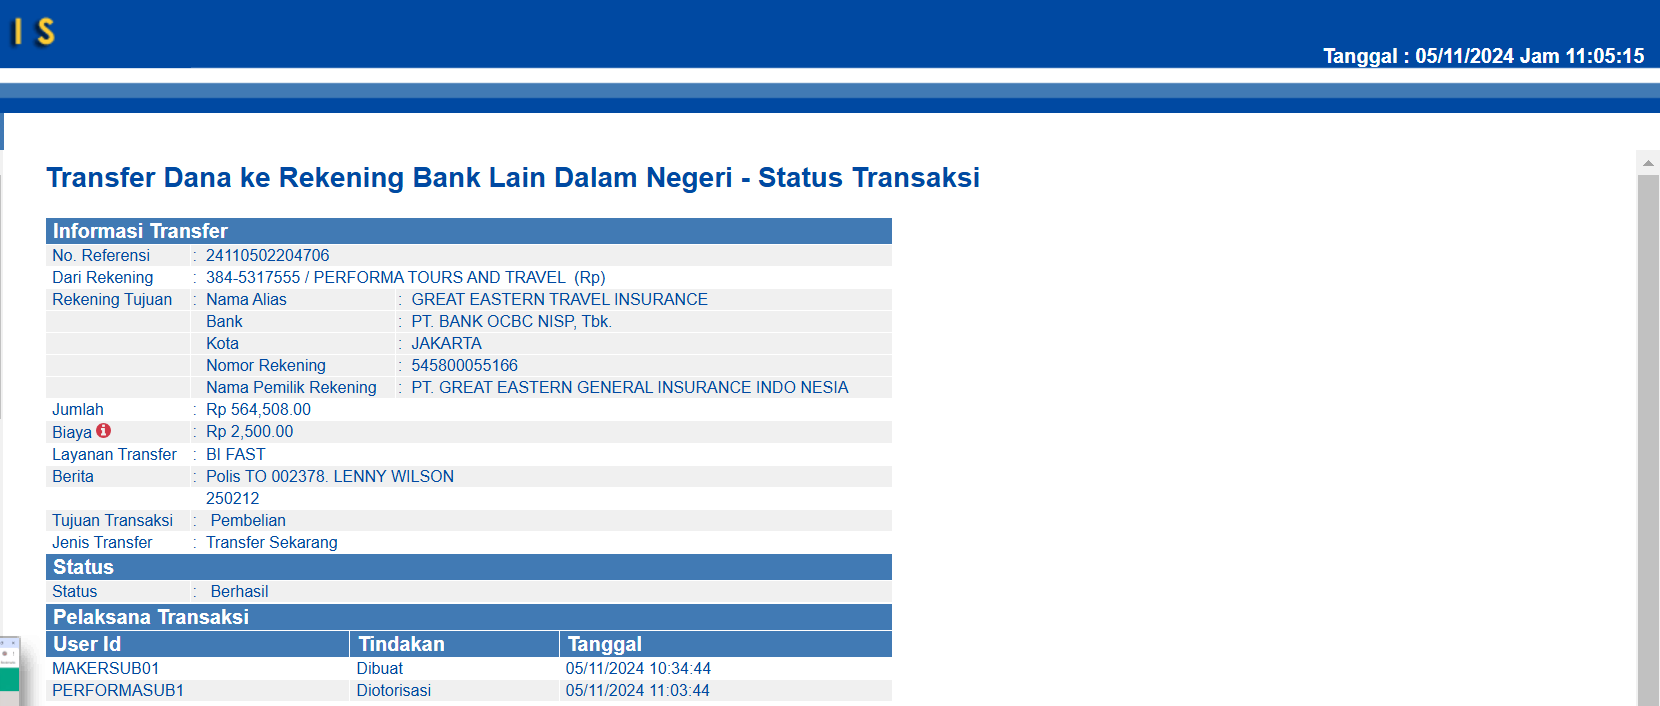 I S
Tanggal : 05/11/2024 Jam 11:05:15
Transfer Dana ke Rekening Bank Lain Dalam Negeri - Status Transaksi
Informasi Transfer
No. Referensi : 24110502204706
Dari Rekening : 384-5317555 / PERFORMA TOURS AND TRAVEL (Rp)
Rekening Tujuan : Nama Alias : GREAT EASTERN TRAVEL INSURANCE
Bank : PT. BANK OCBC NISP, Tbk.
Kota : JAKARTA
Nomor Rekening : 545800055166
Nama Pemilik Rekening : PT. GREAT EASTERN GENERAL INSURANCE INDO NESIA
Jumlah : Rp 564,508.00
Biaya : Rp 2,500.00
Layanan Transfer : BI FAST
Berita : Polis TO 002378. LENNY WILSON
250212
Tujuan Transaksi : Pembelian
Jenis Transfer : Transfer Sekarang
Status
Status : Berhasil
Pelaksana Transaksi
User Id Tindakan Tanggal
MAKERSUB01 Dibuat 05/11/2024 10:34:44
PERFORMASUB1 Diotorisasi 05/11/2024 11:03:44